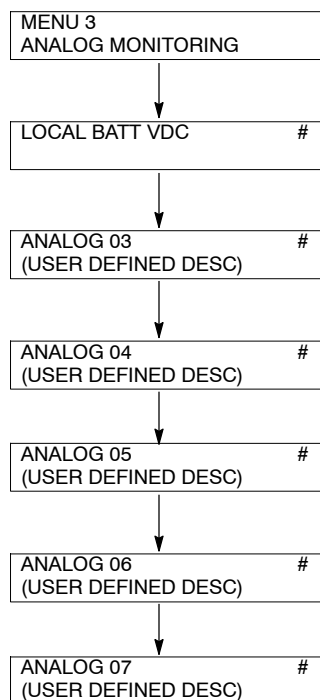 MENU 3
ANALOG MONITORING
LOCAL BATT VDC #
ANALOG 03 #
(USER DEFINED DESC)
ANALOG 04 #
(USER DEFINED DESC)
ANALOG 05 #
(USER DEFINED DESC)
ANALOG 06 #
(USER DEFINED DESC)
ANALOG 07 #
(USER DEFINED DESC)